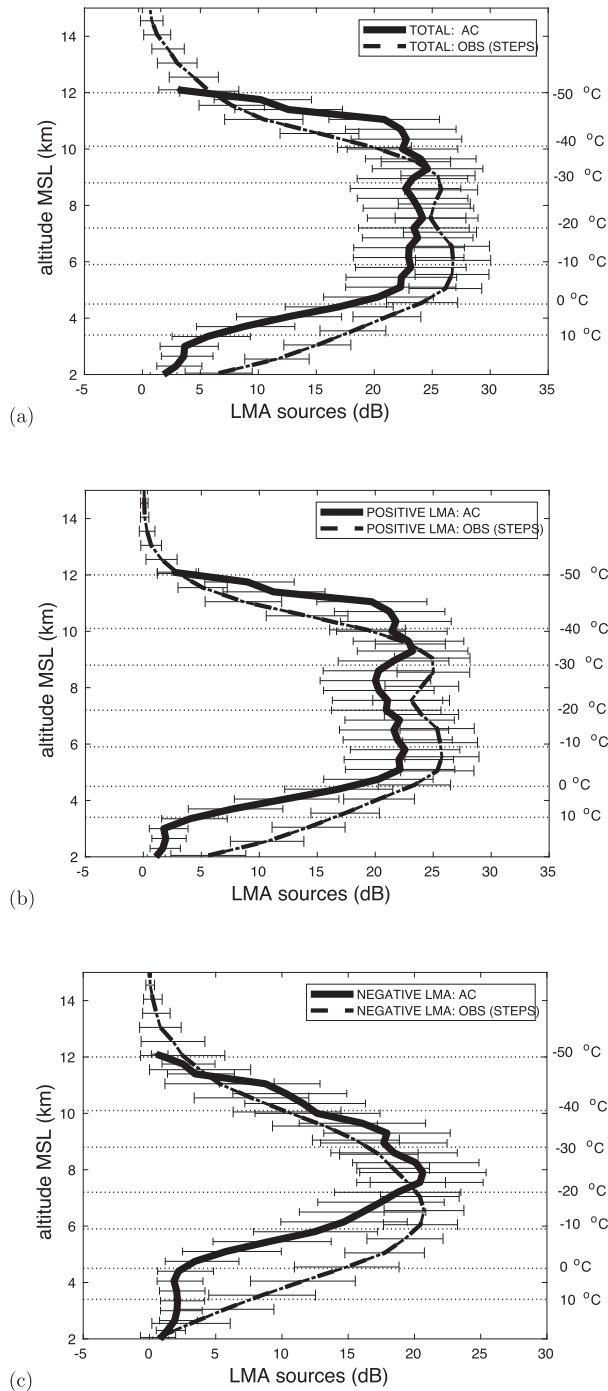 TOTAL: AC
TOTAL: OBS (STEPS)
14
12
10
8
6
4
2
altitude MSL (km)
-50 °C
-40 °C
-30 °C
-20 °C
-10 °C
0 °C
10 °C
-5 0 5 10 15 20 25 30 35
LMA sources (dB)
(a)
POSITIVE LMA: AC
POSITIVE LMA: OBS (STEPS)
14
12
10
8
6
4
2
altitude MSL (km)
-50 °C
-40 °C
-30 °C
-20 °C
-10 °C
0 °C
10 °C
-5 0 5 10 15 20 25 30 35
LMA sources (dB)
(b)
NEGATIVE LMA: AC
NEGATIVE LMA: OBS (STEPS)
14
12
10
8
6
4
2
altitude MSL (km)
-50 °C
-40 °C
-30 °C
-20 °C
-10 °C
0 °C
10 °C
-5 0 5 10 15 20 25 30
LMA sources (dB)
(c)